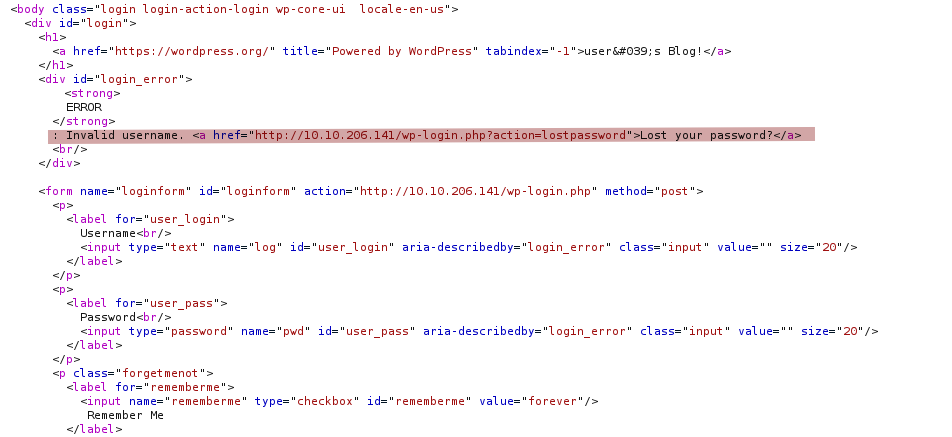 <body class="login login-action-login wp-core-ui  locale-en-us">
<div id="login">
<h1>
<a href="https://wordpress.org/" title="Powered by WordPress" tabindex="-1">user&#039;s Blog!</a>
</h1>
<div id="login_error">
<strong>
ERROR
</strong>
: Invalid username. <a href="http://10.10.206.141/wp-login.php?action=lostpassword">Lost your password?</a>
<br/>
</div>
<form name="loginform" id="loginform" action="http://10.10.206.141/wp-login.php" method="post">
<p>
<label for="user_login">
Username<br/>
<input type="text" name="log" id="user_login" aria-describedby="login_error" class="input" value="" size="20"/>
</label>
</p>
<p>
<label for="user_pass">
Password<br/>
<input type="password" name="pwd" id="user_pass" aria-describedby="login_error" class="input" value="" size="20"/>
</label>
</p>
<p class="forgetmenot">
<label for="rememberme">
<input name="rememberme" type="checkbox" id="rememberme" value="forever"/>
Remember Me
</label>